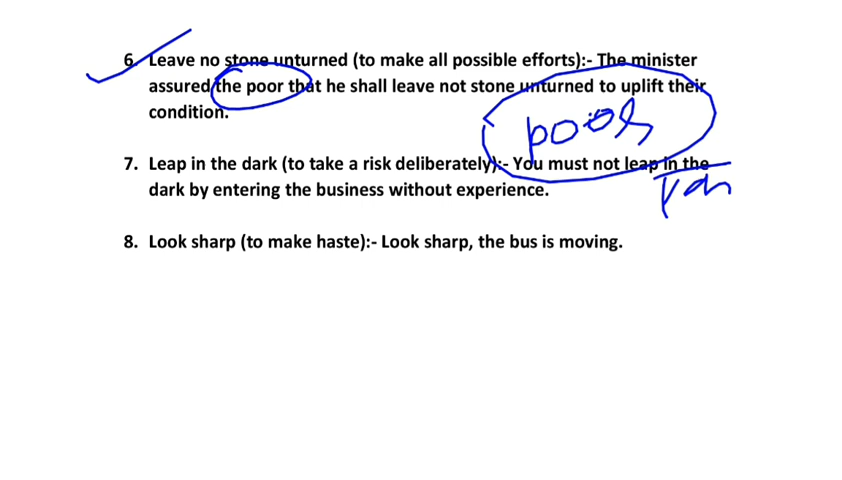 6. Leave no stone unturned (to make all possible efforts):- The minister
assured the poor that he shall leave not stone unturned to uplift their
condition.
poor
7. Leap in the dark (to take a risk deliberately):- You must not leap in the
dark by entering the business without experience.
8. Look sharp (to make haste):- Look sharp, the bus is moving.